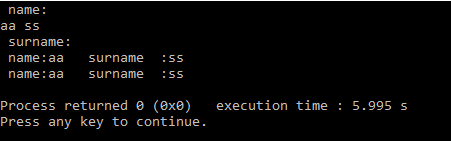 name:
aa ss
surname:
name:aa   surname  :ss
name:aa   surname  :ss
Process returned 0 (0x0)   execution time : 5.995 s
Press any key to continue.